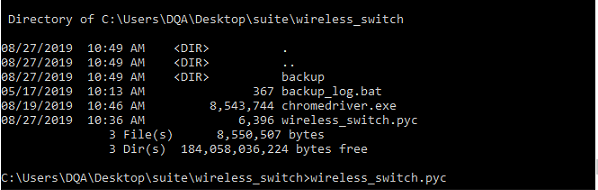 Directory of C:\Users\DQA\Desktop\suite\wireless_switch
08/27/2019  10:49 AM    <DIR>          .
08/27/2019  10:49 AM    <DIR>          ..
08/27/2019  10:49 AM    <DIR>          backup
05/17/2019  10:13 AM               367 backup_log.bat
08/19/2019  10:46 AM         8,543,744 chromedriver.exe
08/27/2019  10:36 AM             6,396 wireless_switch.pyc
3 File(s)      8,550,507 bytes
3 Dir(s)  184,058,036,224 bytes free
C:\Users\DQA\Desktop\suite\wireless_switch>wireless_switch.pyc